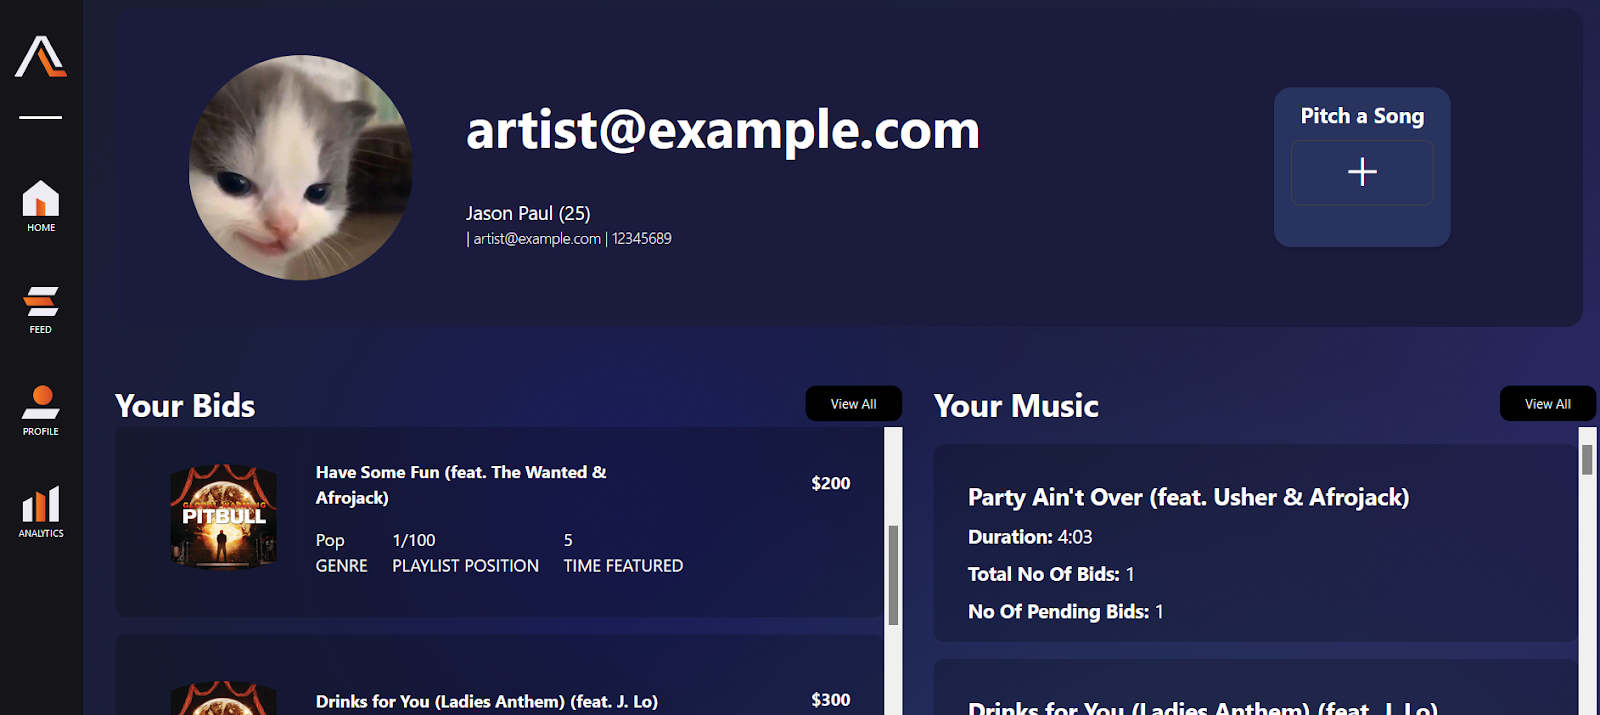 artist@example.com
Pitch a Song
Jason Paul (25)
| artist@example.com | 12345689
HOME
FEED
PROFILE
ANALYTICS
Your Bids
View All
Have Some Fun (feat. The Wanted &
Afrojack)
$200
PITBULL
Pop 1/100 5
GENRE PLAYLIST POSITION TIME FEATURED
Drinks for You (Ladies Anthem) (feat. J. Lo)
$300
Your Music
View All
Party Ain't Over (feat. Usher & Afrojack)
Duration: 4:03
Total No Of Bids: 1
No Of Pending Bids: 1
Drinks for You (Ladies Anthem) (feat. J. Lo)